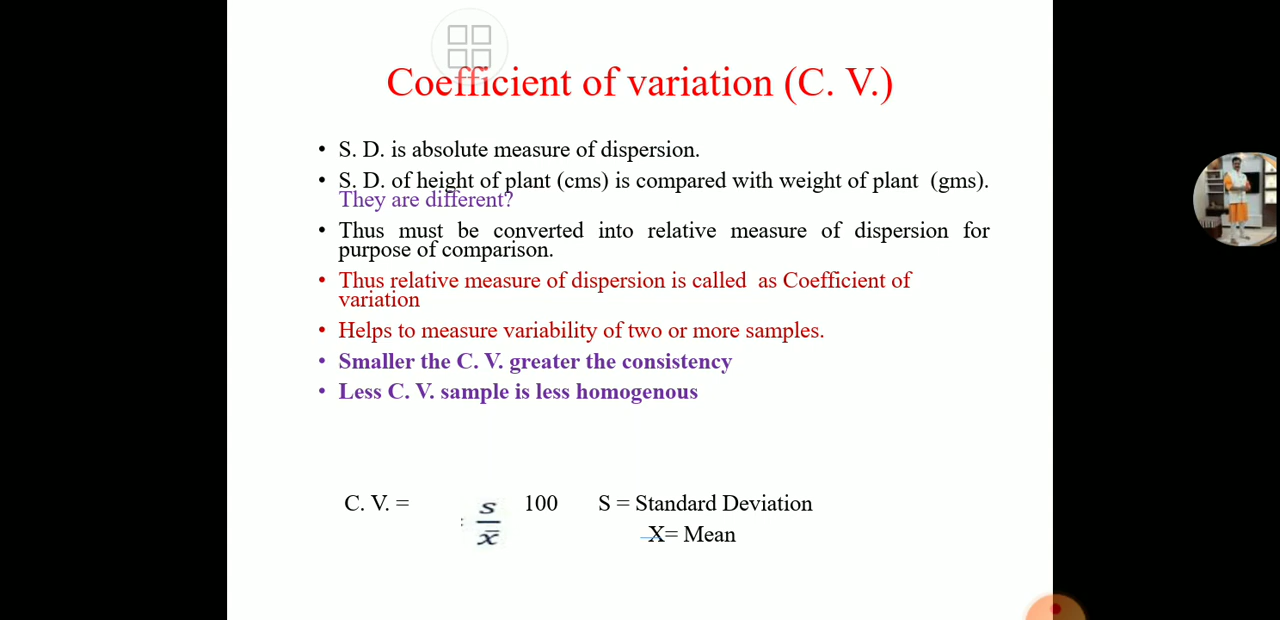 Coefficient of variation (C. V.)
• S. D. is absolute measure of dispersion.
• S. D. of height of plant (cms) is compared with weight of plant (gms).
They are different?
• Thus must be converted into relative measure of dispersion for
purpose of comparison.
• Thus relative measure of dispersion is called as Coefficient of
variation
• Helps to measure variability of two or more samples.
• Smaller the C. V. greater the consistency
• Less C. V. sample is less homogenous
C. V. = : s/x̅ 100 S = Standard Deviation
X= Mean